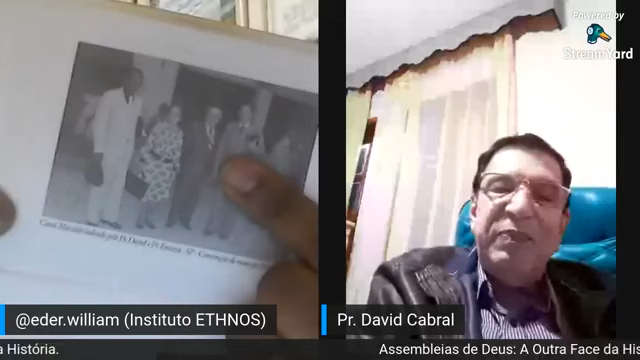 Powered by
StreamYard
@eder.william (Instituto ETHNOS)
Pr. David Cabral
a História.
Assembleias de Deus: A Outra Face da His